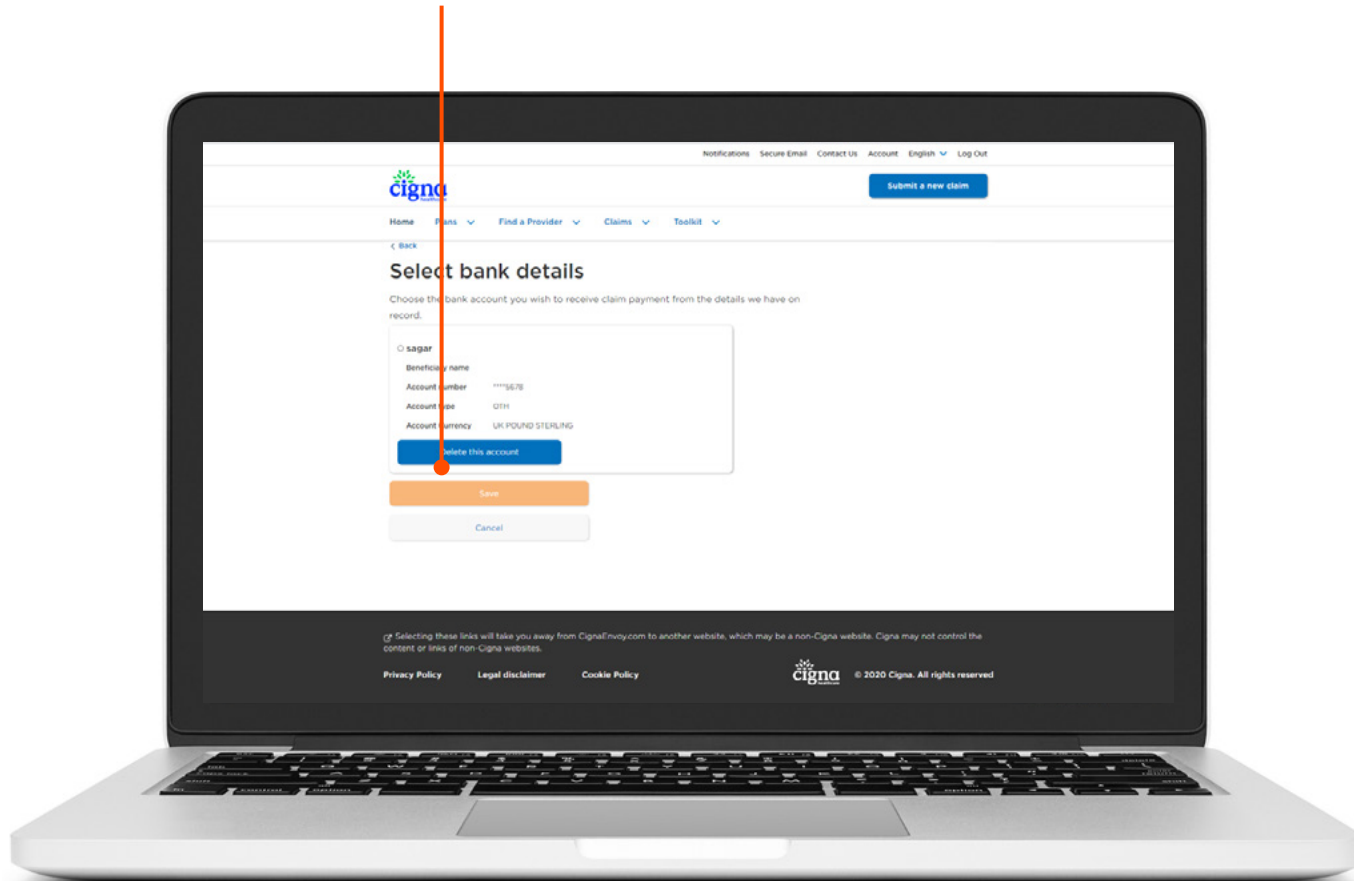 Notifications Secure Email Contact Us Account English Log Out
cigna
healthcare
Submit a new claim
Home Plans Find a Provider Claims Toolkit
Back
Select bank details
Choose the bank account you wish to receive claim payment from the details we have on
record.
sagar
Beneficiary name
Account number ****5678
Account type OTH
Account Currency UK POUND STERLING
Delete this account
Save
Cancel
Selecting these links will take you away from CignaEnvoy.com to another website, which may be a non-Cigna website. Cigna may not control the
content or links of non-Cigna websites.
Privacy Policy Legal disclaimer Cookie Policy cigna healthcare © 2020 Cigna. All rights reserved